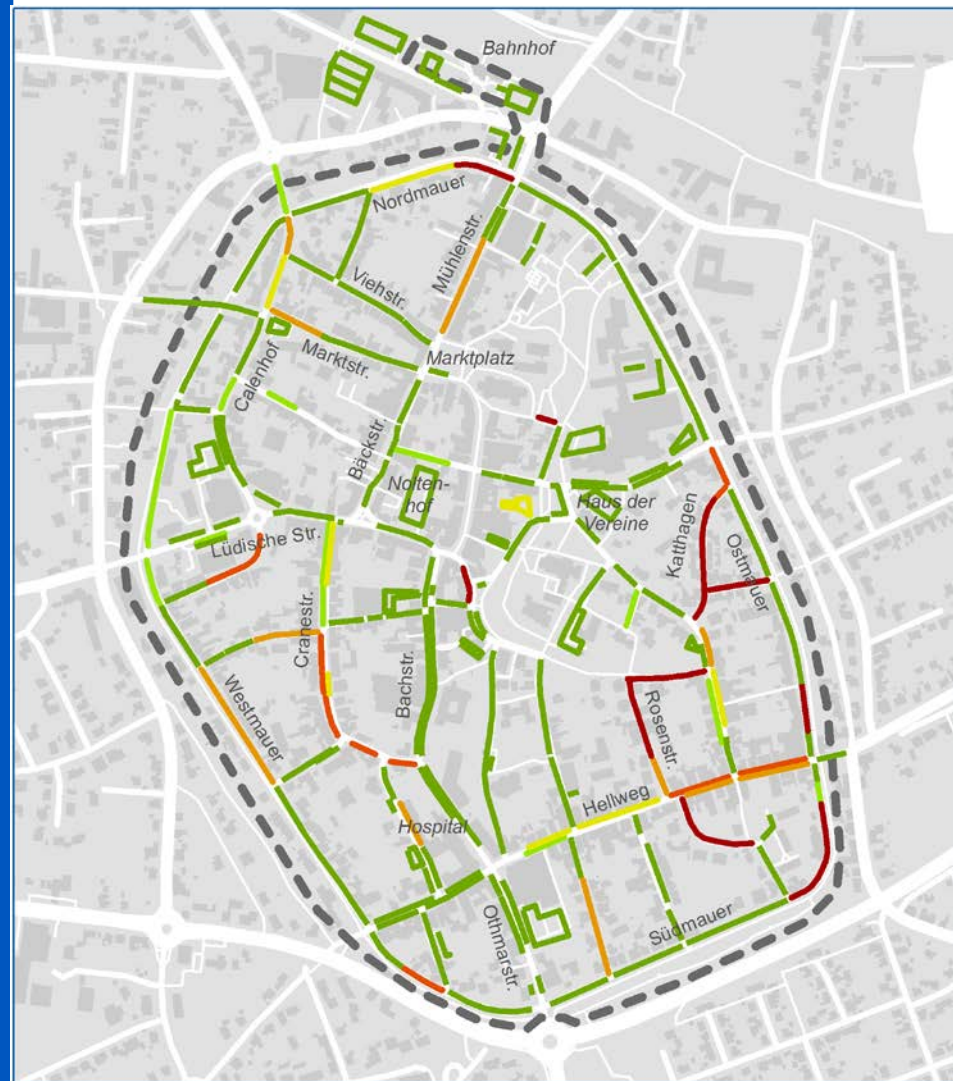 Bahnhof
Nordmauer
Mühlenstr.
Viehstr.
Marktplatz
Marktstr.
Calenhof
Bäckstr.
Nolten-
hof
Haus der
Vereine
Katthagen
Ostmauer
Lüdische Str.
Cranestr.
Bachstr.
Westmauer
Rosenstr.
Hellweg
Hospital
Othmarstr.
Südmauer